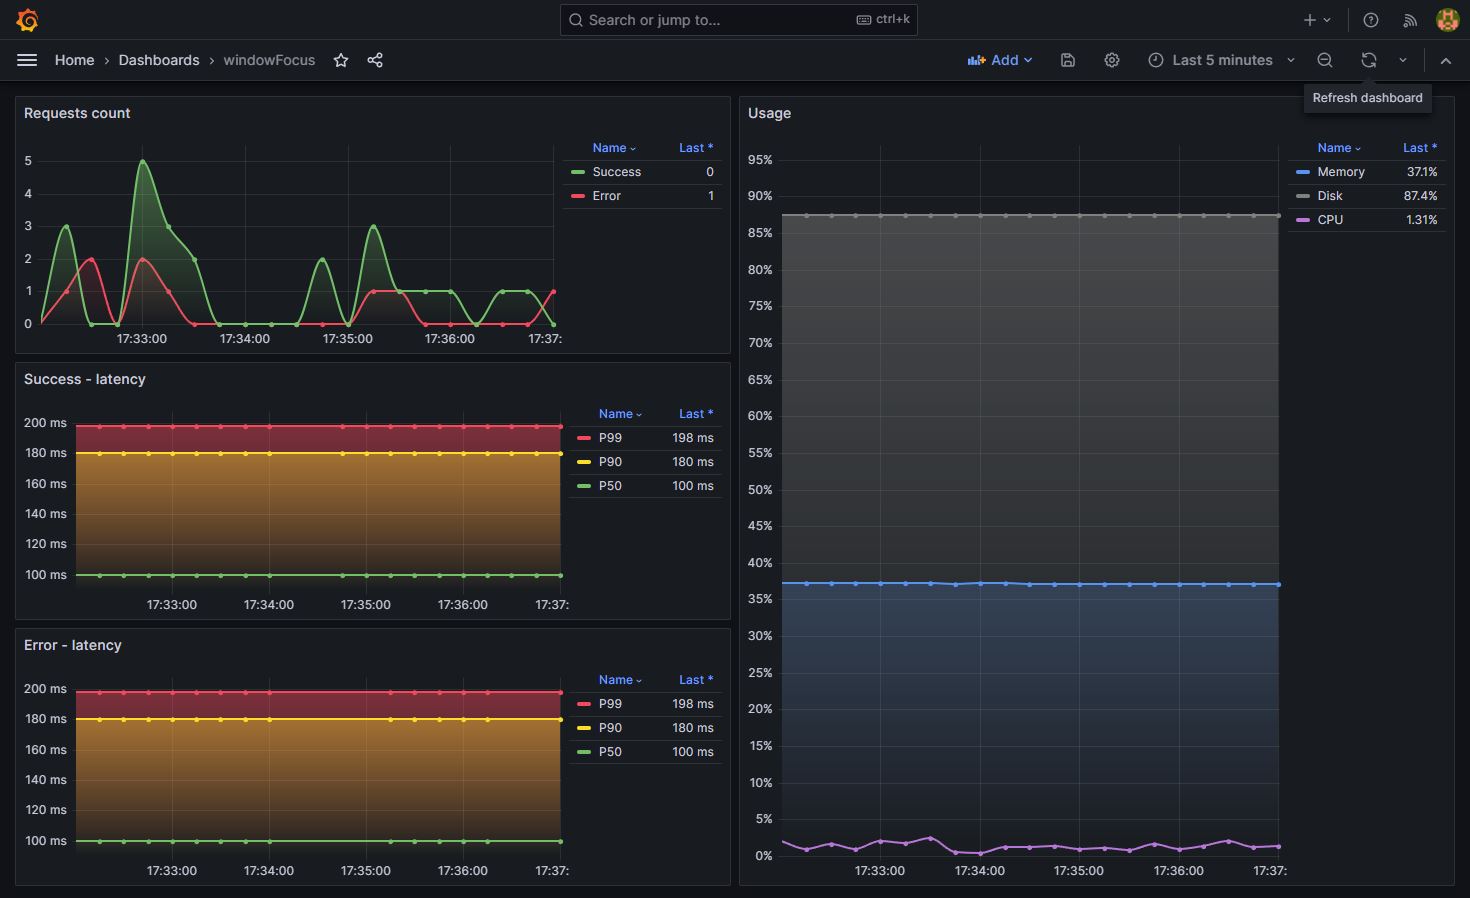 Search or jump to...
ctrl+k
Home › Dashboards › windowFocus
Add
Last 5 minutes
Refresh dashboard
Requests count
5
4
3
2
1
0
17:33:00 17:34:00 17:35:00 17:36:00 17:37:
Name Last *
Success 0
Error 1
Success - latency
200 ms
180 ms
160 ms
140 ms
120 ms
100 ms
17:33:00 17:34:00 17:35:00 17:36:00 17:37:
Name Last *
P99 198 ms
P90 180 ms
P50 100 ms
Error - latency
200 ms
180 ms
160 ms
140 ms
120 ms
100 ms
17:33:00 17:34:00 17:35:00 17:36:00 17:37:
Name Last *
P99 198 ms
P90 180 ms
P50 100 ms
Usage
95%
90%
85%
80%
75%
70%
65%
60%
55%
50%
45%
40%
35%
30%
25%
20%
15%
10%
5%
0%
17:33:00 17:34:00 17:35:00 17:36:00 17:37:
Name Last *
Memory 37.1%
Disk 87.4%
CPU 1.31%